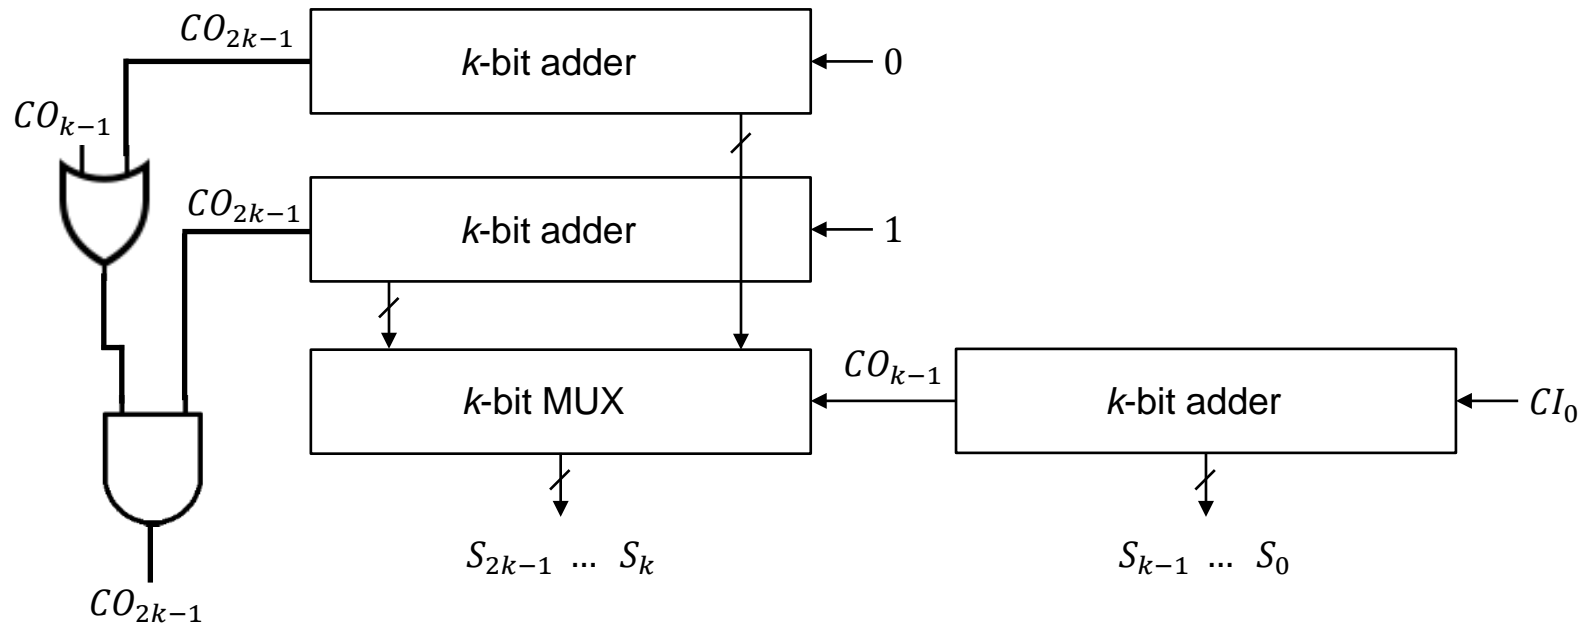 $CO_{2k-1}$
k-bit adder
0
$CO_{k-1}$
$CO_{2k-1}$
k-bit adder
1
k-bit MUX
$CO_{k-1}$
k-bit adder
$CI_0$
$S_{2k-1}$ ... $S_k$
$S_{k-1}$ ... $S_0$
$CO_{2k-1}$